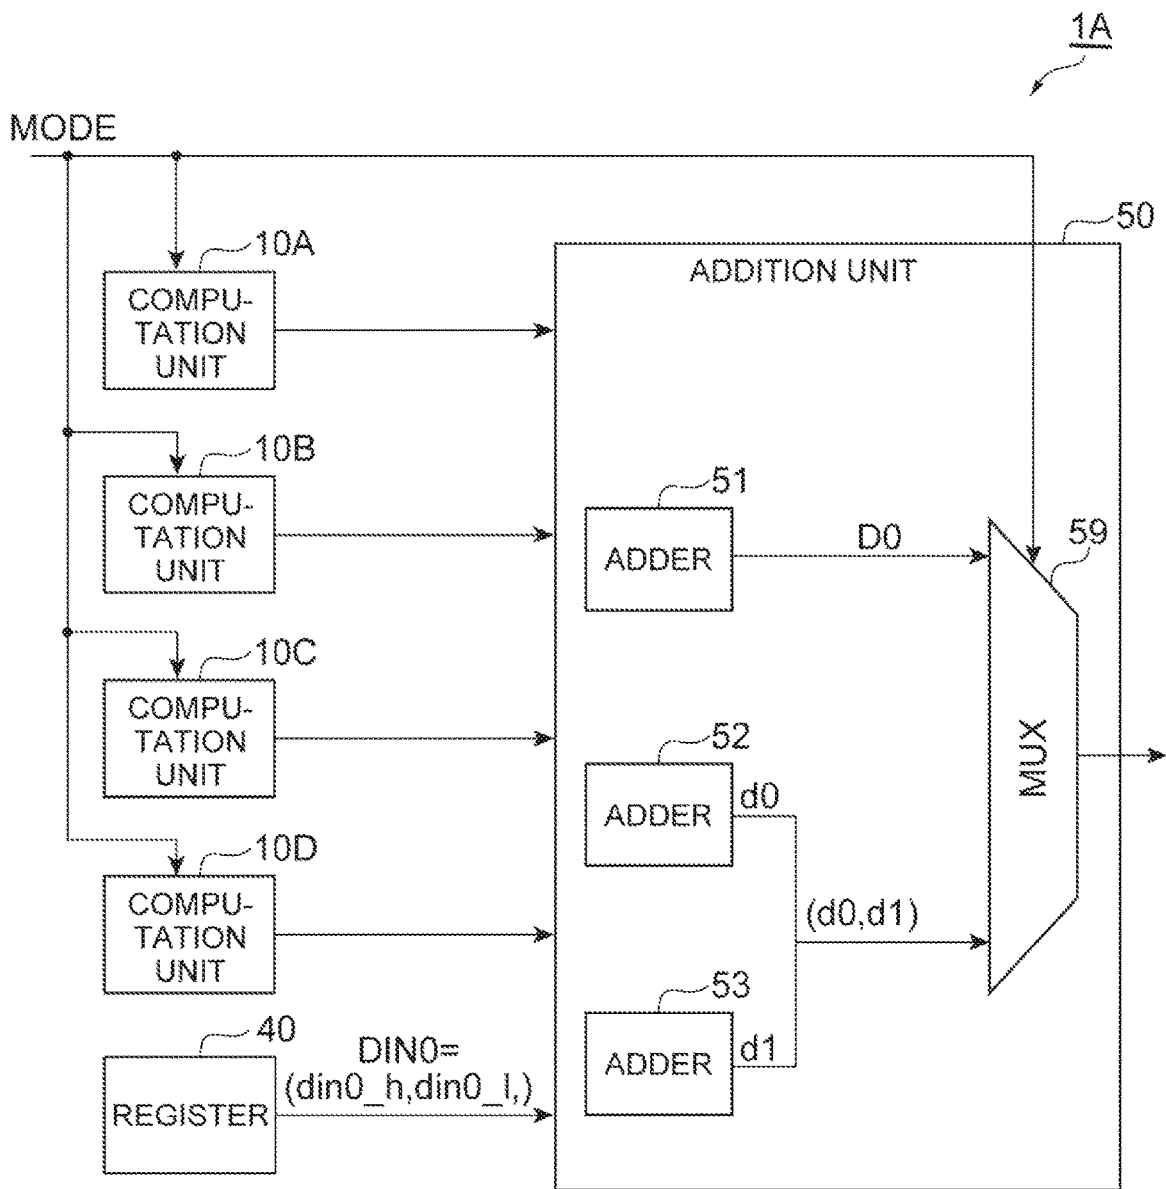 1A
MODE
50
10A
ADDITION UNIT
COMPU-
TATION
UNIT
10B
COMPU-
TATION
UNIT
51
ADDER
D0
59
10C
COMPU-
TATION
UNIT
52
ADDER
d0
MUX
10D
COMPU-
TATION
UNIT
(d0,d1)
53
ADDER
d1
40
REGISTER
DIN0=
(din0_h,din0_l,)